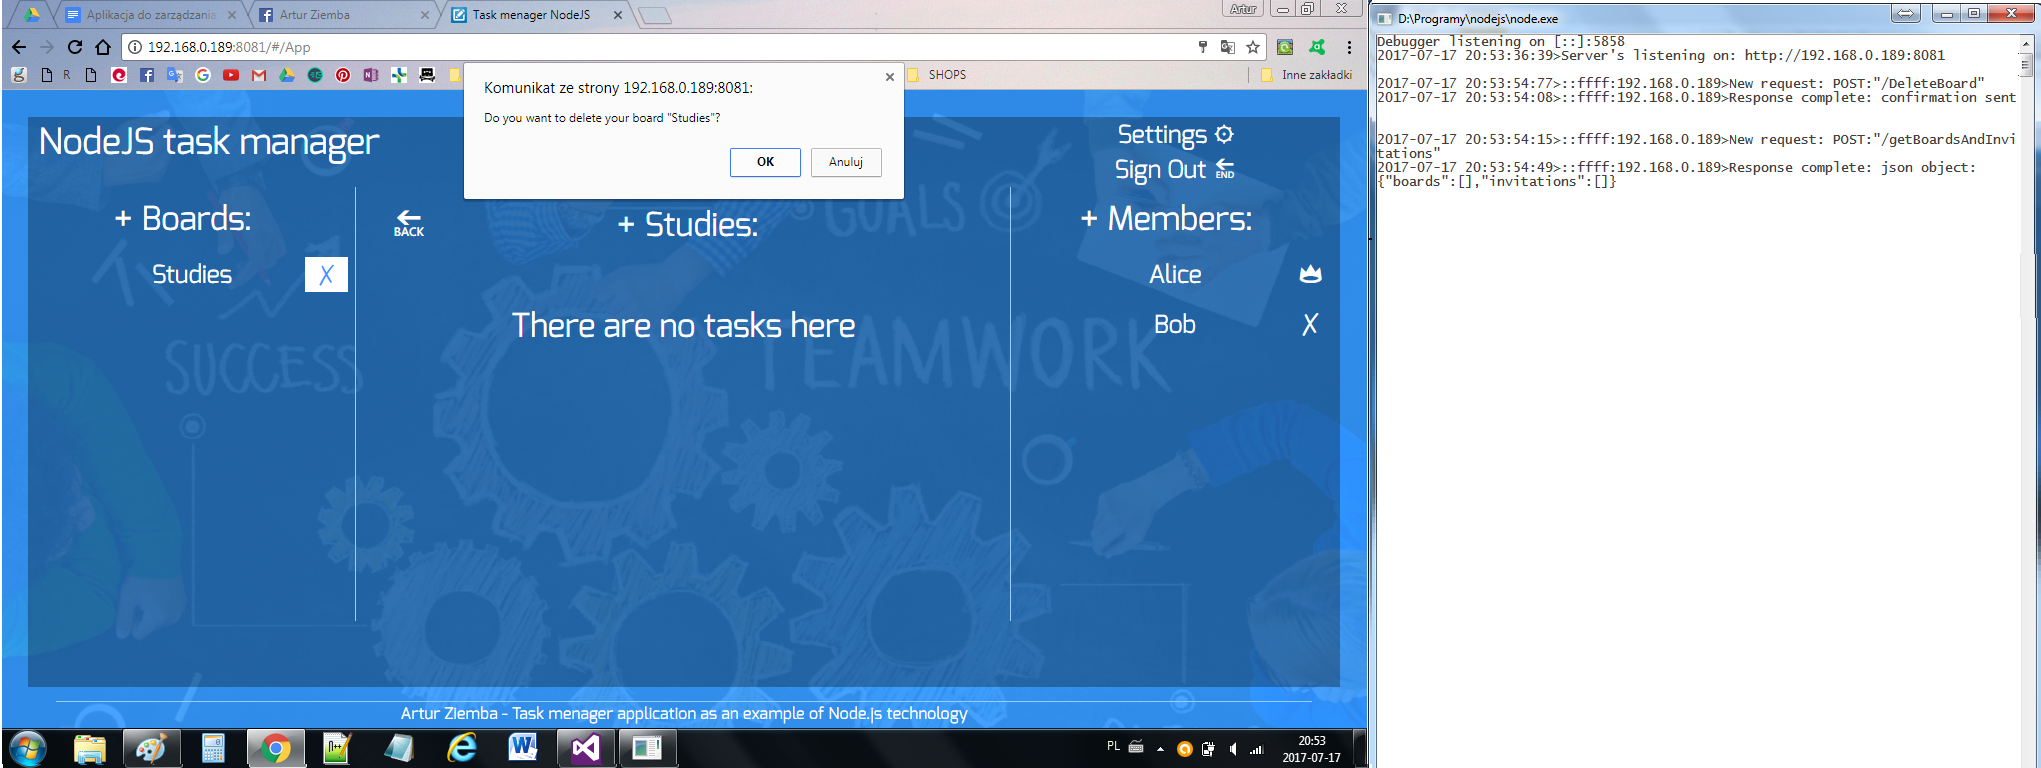 Aplikacja do zarządzania
Artur Ziemba
Task menager NodeJS
Artur
192.168.0.189:8081/#/App
R
SHOPS
Inne zakładki
Komunikat ze strony 192.168.0.189:8081:
Do you want to delete your board "Studies"?
OK
Anuluj
NodeJS task manager
Settings
Sign Out
END
+ Boards:
BACK
+ Studies:
+ Members:
GOALS
Studies
X
Alice
There are no tasks here
Bob
X
SUCCESS
TEAMWORK
Artur Ziemba - Task menager application as an example of Node.js technology
PL
20:53
2017-07-17
D:\Programy\nodejs\node.exe
Debugger listening on [::]:5858
2017-07-17 20:53:36:39>Server's listening on: http://192.168.0.189:8081
2017-07-17 20:53:54:77>::ffff:192.168.0.189>New request: POST:"/DeleteBoard"
2017-07-17 20:53:54:08>::ffff:192.168.0.189>Response complete: confirmation sent
2017-07-17 20:53:54:15>::ffff:192.168.0.189>New request: POST:"/getBoardsAndInvi
tations"
2017-07-17 20:53:54:49>::ffff:192.168.0.189>Response complete: json object:
{"boards":[],"invitations":[]}